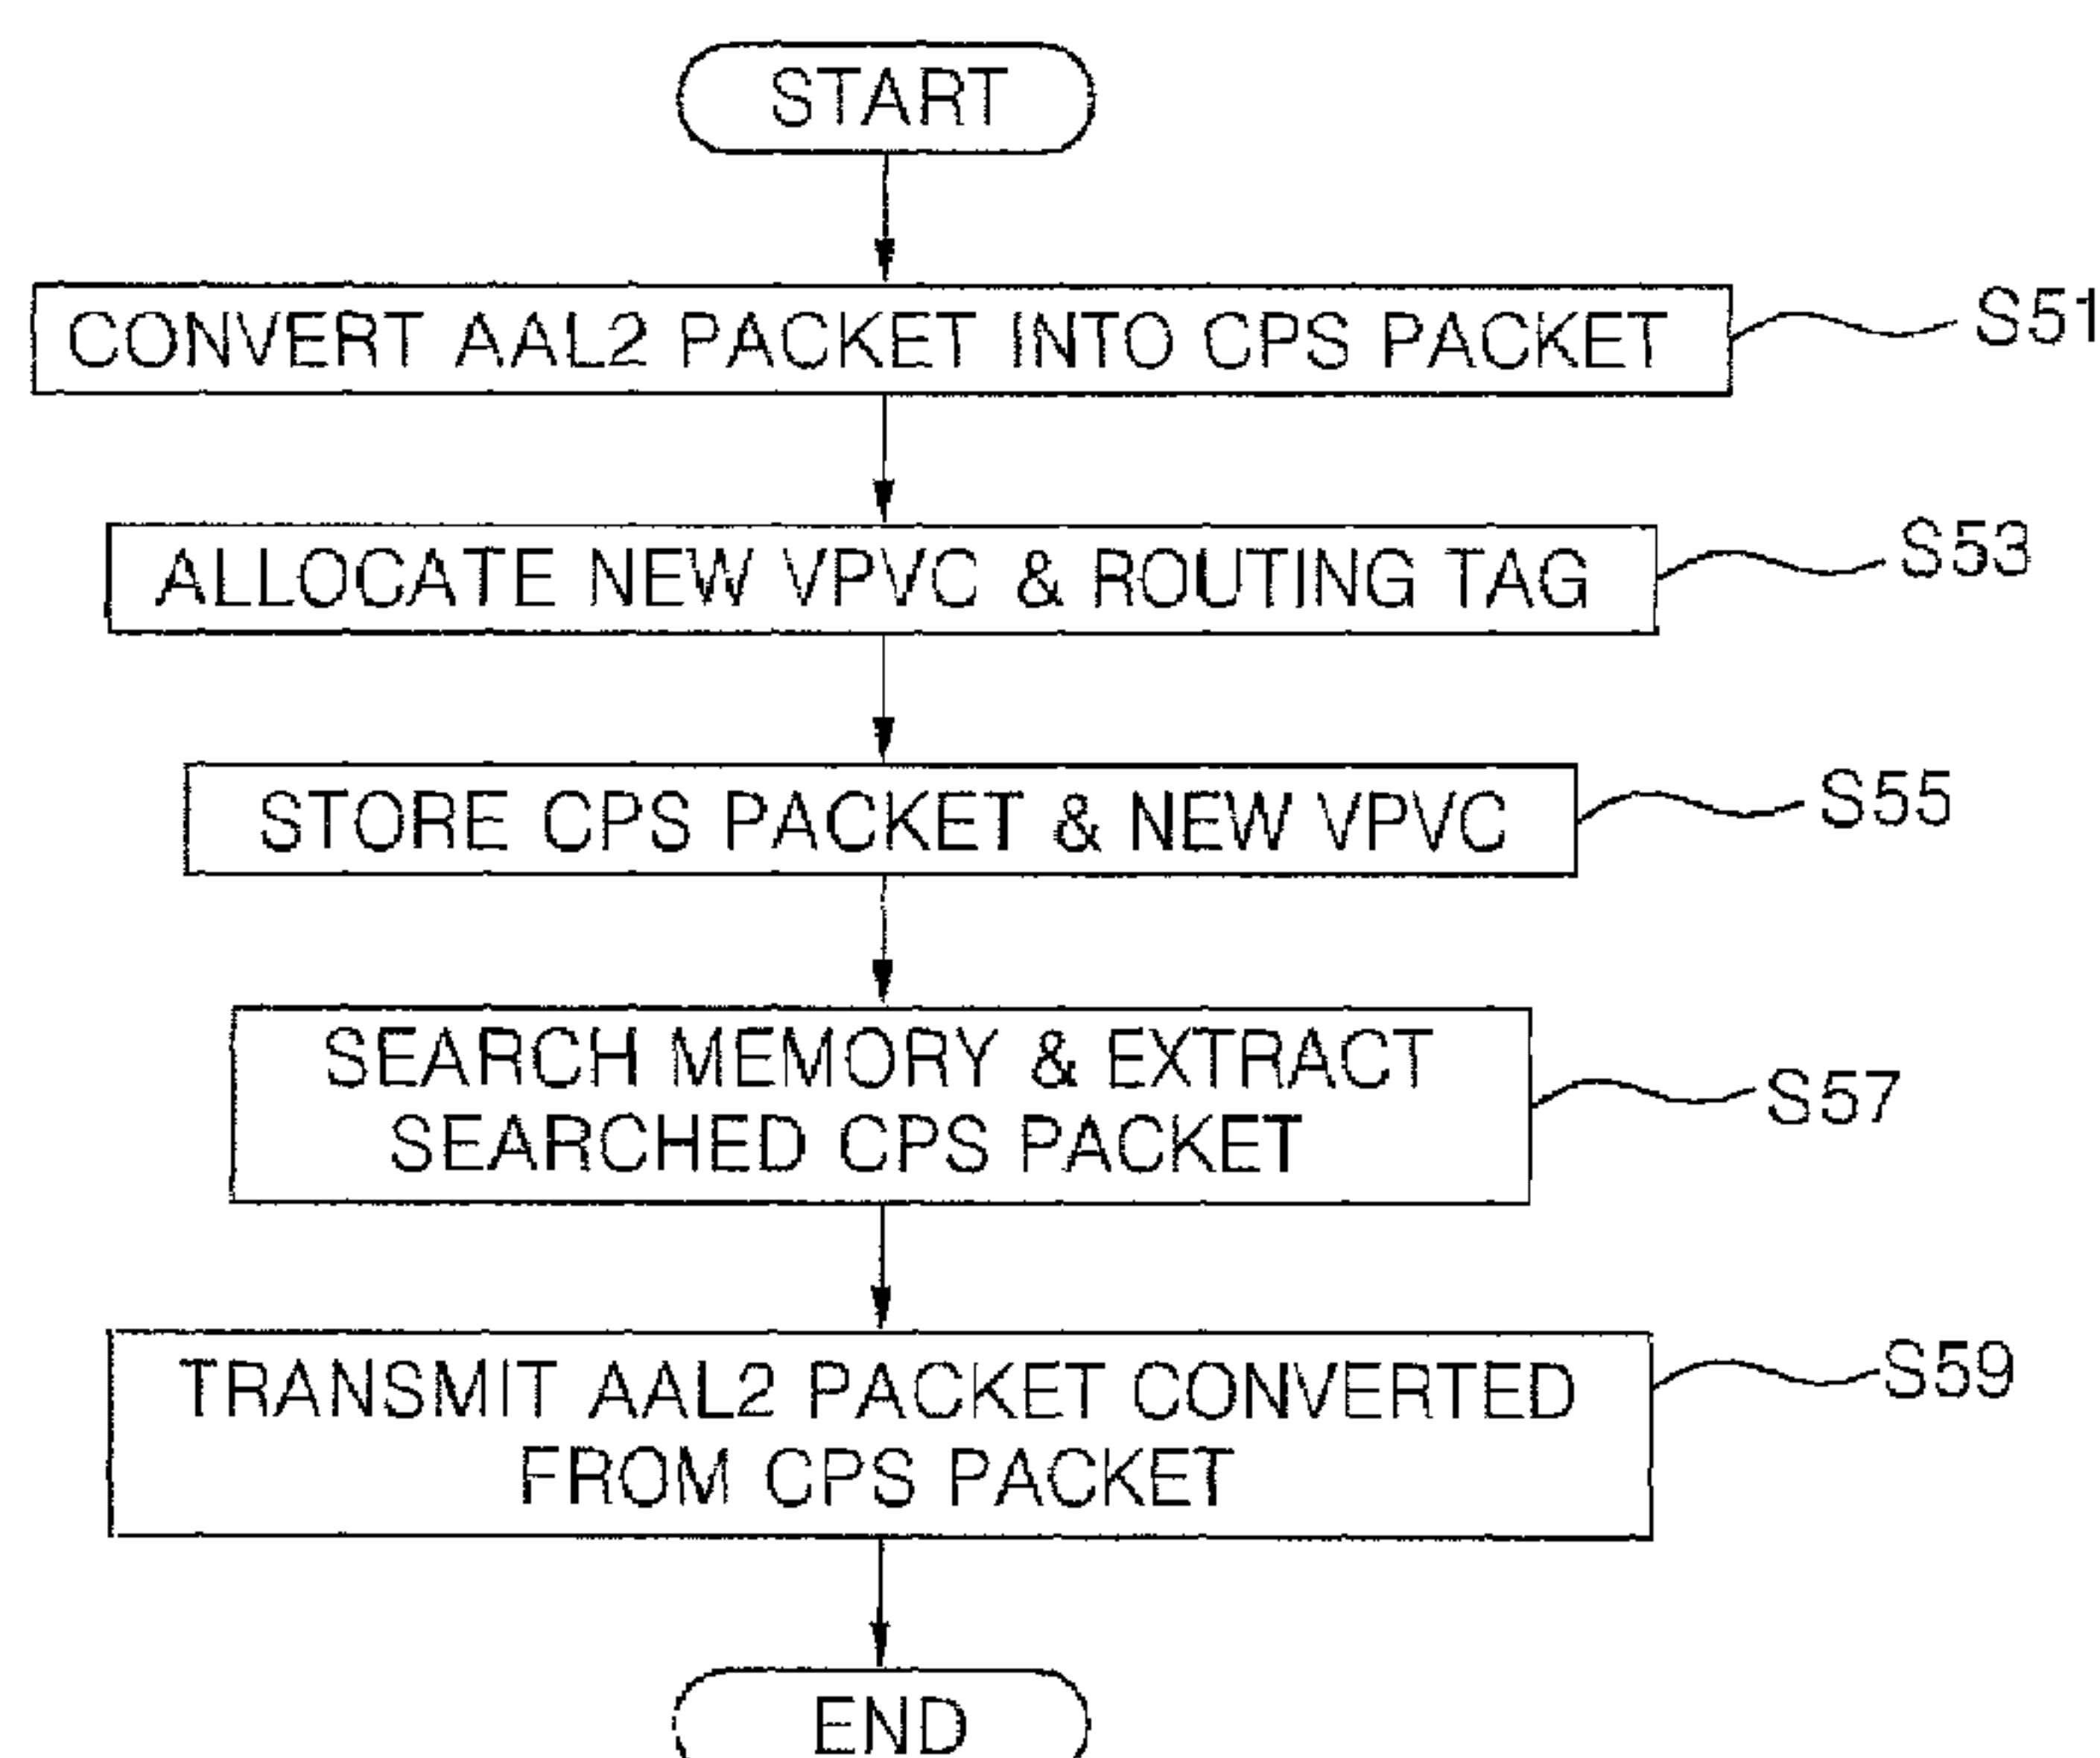 START
CONVERT AAL2 PACKET INTO CPS PACKET
S51
ALLOCATE NEW VPVC & ROUTING TAG
S53
STORE CPS PACKET & NEW VPVC
S55
SEARCH MEMORY & EXTRACT
SEARCHED CPS PACKET
S57
TRANSMIT AAL2 PACKET CONVERTED
FROM CPS PACKET
S59
END